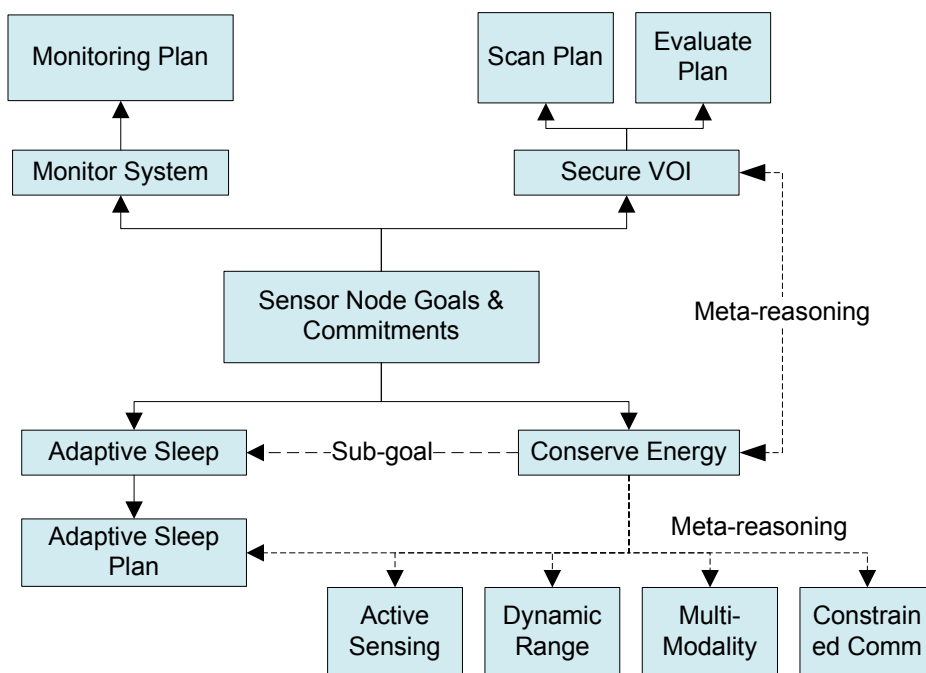 Monitoring Plan
Scan Plan
Evaluate
Plan
Monitor System
Secure VOI
Sensor Node Goals &
Commitments
Meta-reasoning
Adaptive Sleep
Sub-goal
Conserve Energy
Adaptive Sleep
Plan
Meta-reasoning
Active
Sensing
Dynamic
Range
Multi-
Modality
Constrain
ed Comm